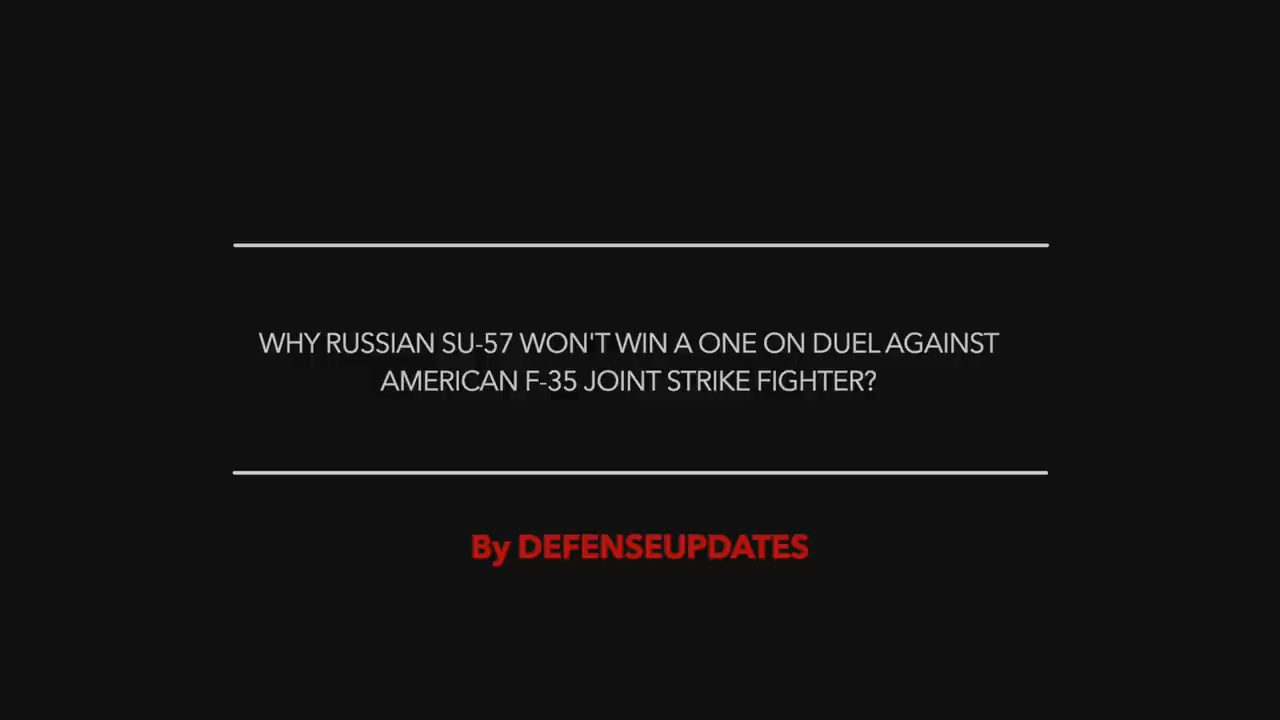 WHY RUSSIAN SU-57 WON'T WIN A ONE ON DUEL AGAINST
AMERICAN F-35 JOINT STRIKE FIGHTER?
By DEFENSEUPDATES